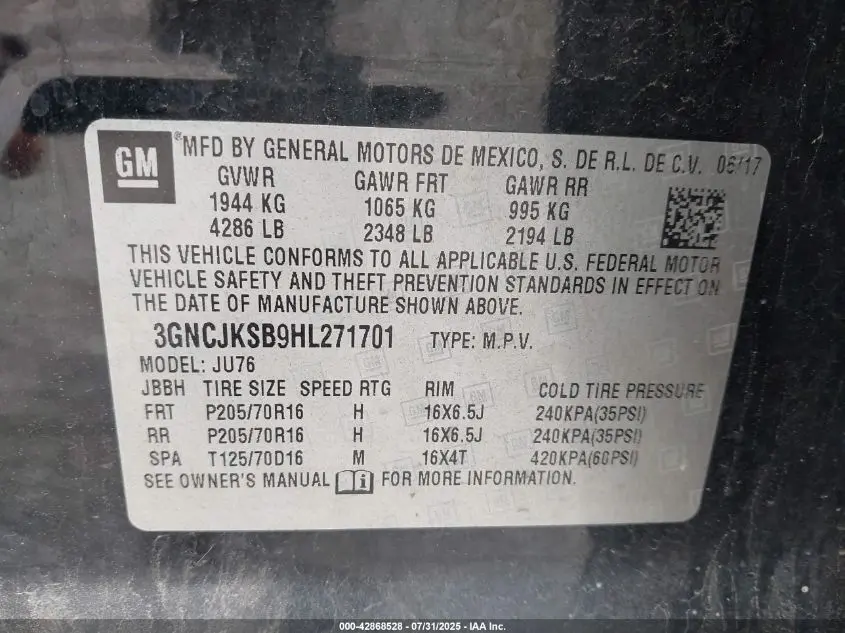 GM
® MFD BY GENERAL MOTORS DE MEXICO, S. DE R.L. DE C.V. 06/17
GVWR GAWR FRT GAWR RR
1944 KG 1065 KG 995 KG
4286 LB 2348 LB 2194 LB
THIS VEHICLE CONFORMS TO ALL APPLICABLE U.S. FEDERAL MOTOR
VEHICLE SAFETY AND THEFT PREVENTION STANDARDS IN EFFECT ON
THE DATE OF MANUFACTURE SHOWN ABOVE.
3GNCJKSB9HL271701 TYPE: M.P.V.
MODEL: JU76
JBBH TIRE SIZE SPEED RTG RIM COLD TIRE PRESSURE
FRT P205/70R16 H 16X6.5J 240KPA(35PSI)
RR P205/70R16 H 16X6.5J 240KPA(35PSI)
SPA T125/70D16 M 16X4T 420KPA(60PSI)
SEE OWNER'S MANUAL i FOR MORE INFORMATION.
000-42868528 - 07/31/2025 - IAA Inc.